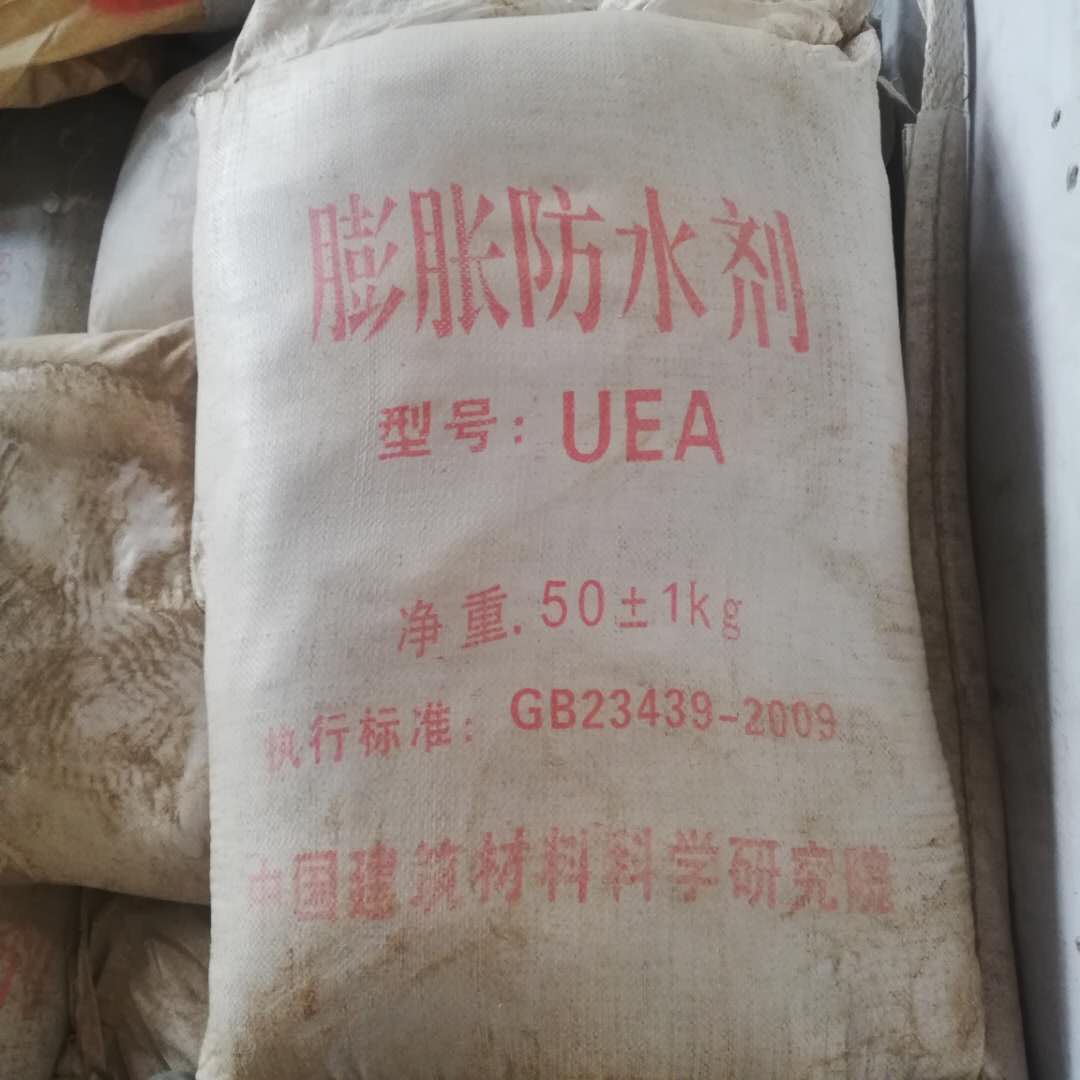 膨胀防水剂
型号：UEA
净重.50±1kg
执行标准：GB23439-2009
中国建筑材料科学研究院